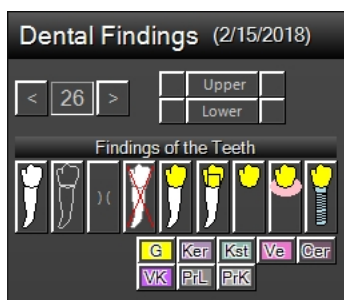 Dental Findings (2/15/2018)
< 26 > Upper
Lower
Findings of the Teeth
)(
G Ker Kst Ve Cer
VK PrL PrK